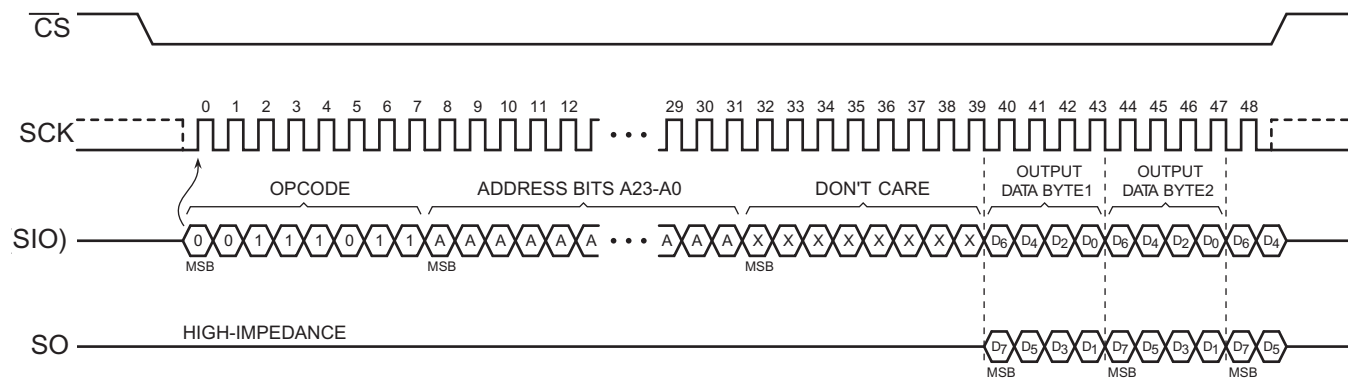 CS
0 1 2 3 4 5 6 7 8 9 10 11 12 29 30 31 32 33 34 35 36 37 38 39 40 41 42 43 44 45 46 47 48
SCK
OPCODE
ADDRESS BITS A23-A0
DON'T CARE
OUTPUT
DATA BYTE1
OUTPUT
DATA BYTE2
SIO)
0 0 1 1 1 0 1 1 A A A A A A A A A X X X X X X X X D6 D4 D2 D0 D6 D4 D2 D0 D6 D4
MSB MSB MSB
HIGH-IMPEDANCE
SO
D7 D5 D3 D1 D7 D5 D3 D1 D7 D5
MSB MSB MSB